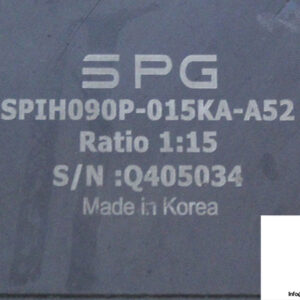 SPG
SPIH090P-015KA-A52
Ratio 1:15
S/N :Q405034
Made in Korea